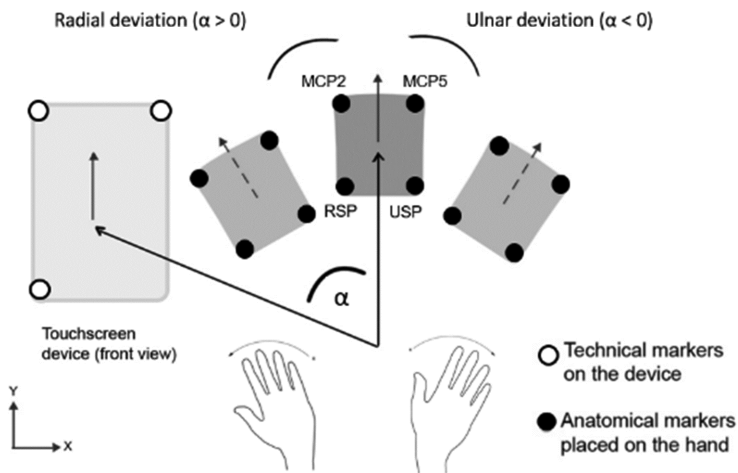 Radial deviation (α > 0)
Ulnar deviation (α < 0)
MCP2
MCP5
RSP
USP
α
Touchscreen
device (front view)
Technical markers
on the device
Anatomical markers
placed on the hand
Y
X